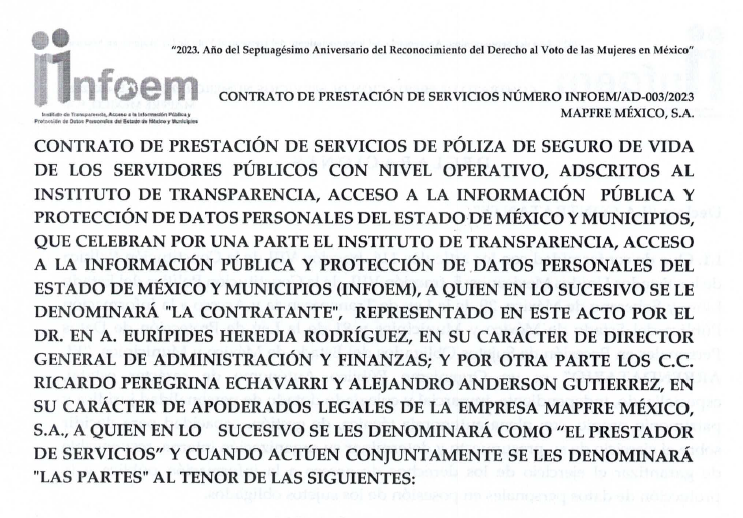 "2023. Año del Septuagésimo Aniversario del Reconocimiento del Derecho al Voto de las Mujeres en México"
infoem
Instituto de Transparencia, Acceso a la Información Pública y
Protección de Datos Personales del Estado de México y Municipios
CONTRATO DE PRESTACIÓN DE SERVICIOS NÚMERO INFOEM/AD-003/2023
MAPFRE MÉXICO, S.A.
CONTRATO DE PRESTACIÓN DE SERVICIOS DE PÓLIZA DE SEGURO DE VIDA
DE LOS SERVIDORES PÚBLICOS CON NIVEL OPERATIVO, ADSCRITOS AL
INSTITUTO DE TRANSPARENCIA, ACCESO A LA INFORMACIÓN PÚBLICA Y
PROTECCIÓN DE DATOS PERSONALES DEL ESTADO DE MÉXICO Y MUNICIPIOS,
QUE CELEBRAN POR UNA PARTE EL INSTITUTO DE TRANSPARENCIA, ACCESO
A LA INFORMACIÓN PÚBLICA Y PROTECCIÓN DE DATOS PERSONALES DEL
ESTADO DE MÉXICO Y MUNICIPIOS (INFOEM), A QUIEN EN LO SUCESIVO SE LE
DENOMINARÁ "LA CONTRATANTE", REPRESENTADO EN ESTE ACTO POR EL
DR. EN A. EURÍPIDES HEREDIA RODRÍGUEZ, EN SU CARÁCTER DE DIRECTOR
GENERAL DE ADMINISTRACIÓN Y FINANZAS; Y POR OTRA PARTE LOS C.C.
RICARDO PEREGRINA ECHAVARRI Y ALEJANDRO ANDERSON GUTIERREZ, EN
SU CARÁCTER DE APODERADOS LEGALES DE LA EMPRESA MAPFRE MÉXICO,
S.A., A QUIEN EN LO SUCESIVO SE LES DENOMINARÁ COMO "EL PRESTADOR
DE SERVICIOS" Y CUANDO ACTÚEN CONJUNTAMENTE SE LES DENOMINARÁ
"LAS PARTES" AL TENOR DE LAS SIGUIENTES: